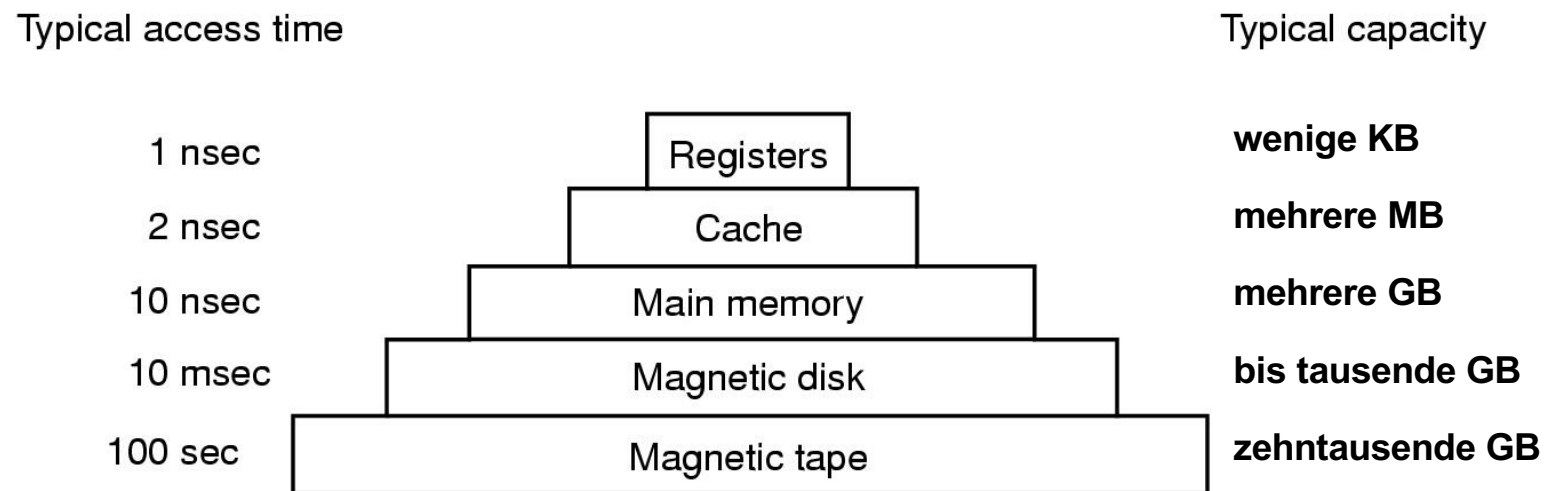 Typical access time Typical capacity
1 nsec Registers wenige KB
2 nsec Cache mehrere MB
10 nsec Main memory mehrere GB
10 msec Magnetic disk bis tausende GB
100 sec Magnetic tape zehntausende GB